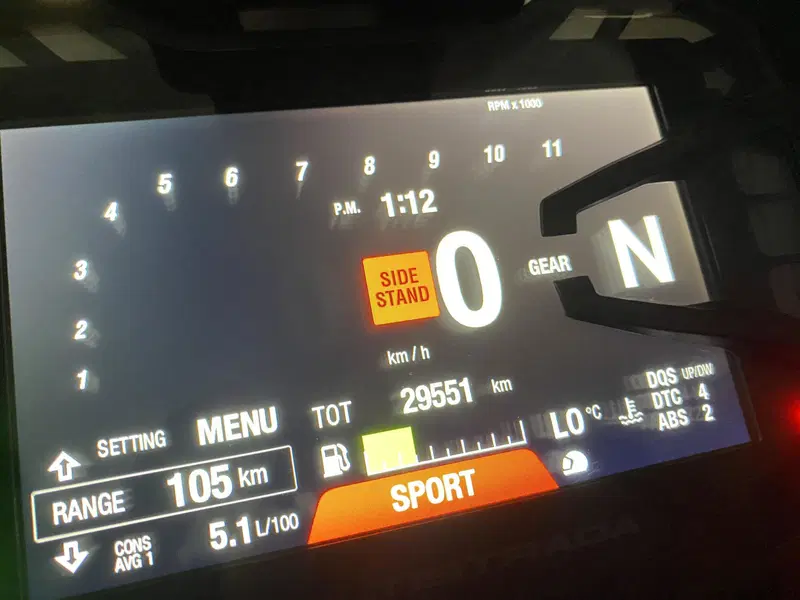 RPM x 1000
1 2 3 4 5 6 7 8 9 10 11
P.M. 1:12
SIDE
STAND
0
GEAR N
km/h
TOT 29551 km
SETTING MENU
RANGE 105 km
CONS
AVG 1
5.1 L/100
LO °C
DQS UP/DW
DTC 4
ABS 2
SPORT